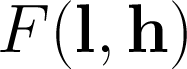 F(𝐥, 𝐡)